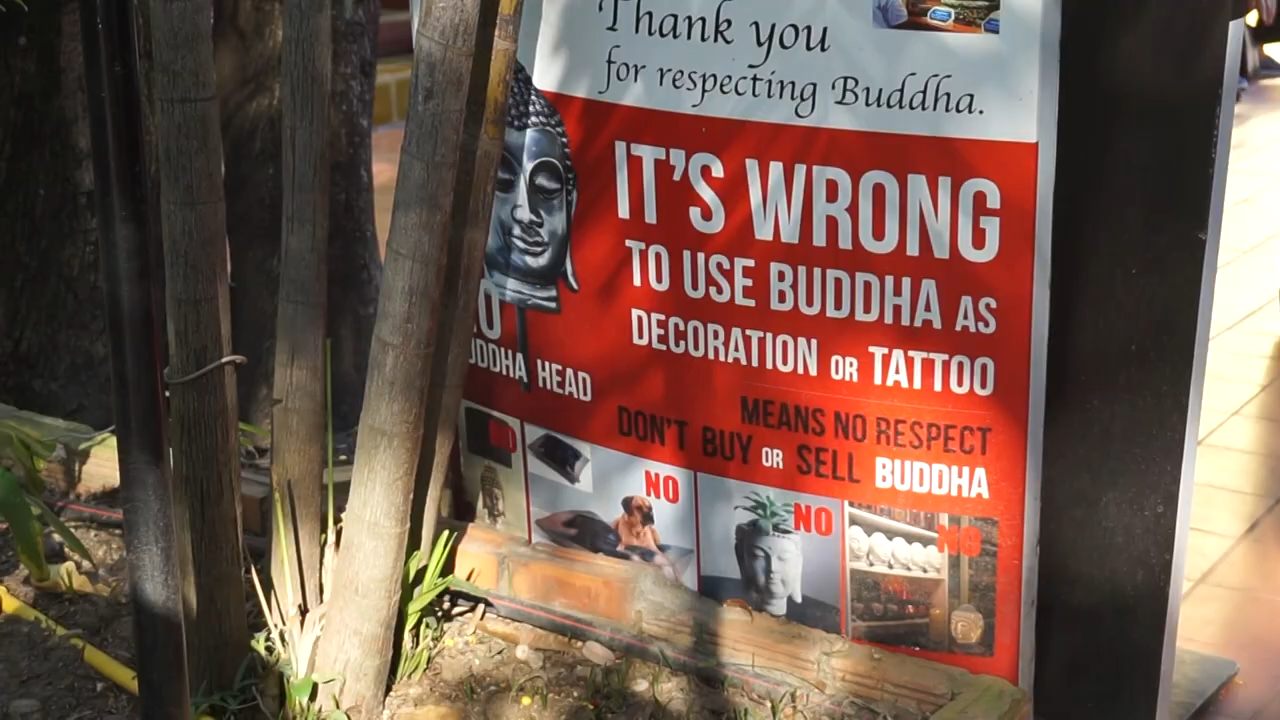 Thank you
for respecting Buddha.
IT'S WRONG
TO USE BUDDHA AS
DECORATION OR TATTOO
HEAD
MEANS NO RESPECT
DON'T BUY OR SELL BUDDHA
NO
NO
NO